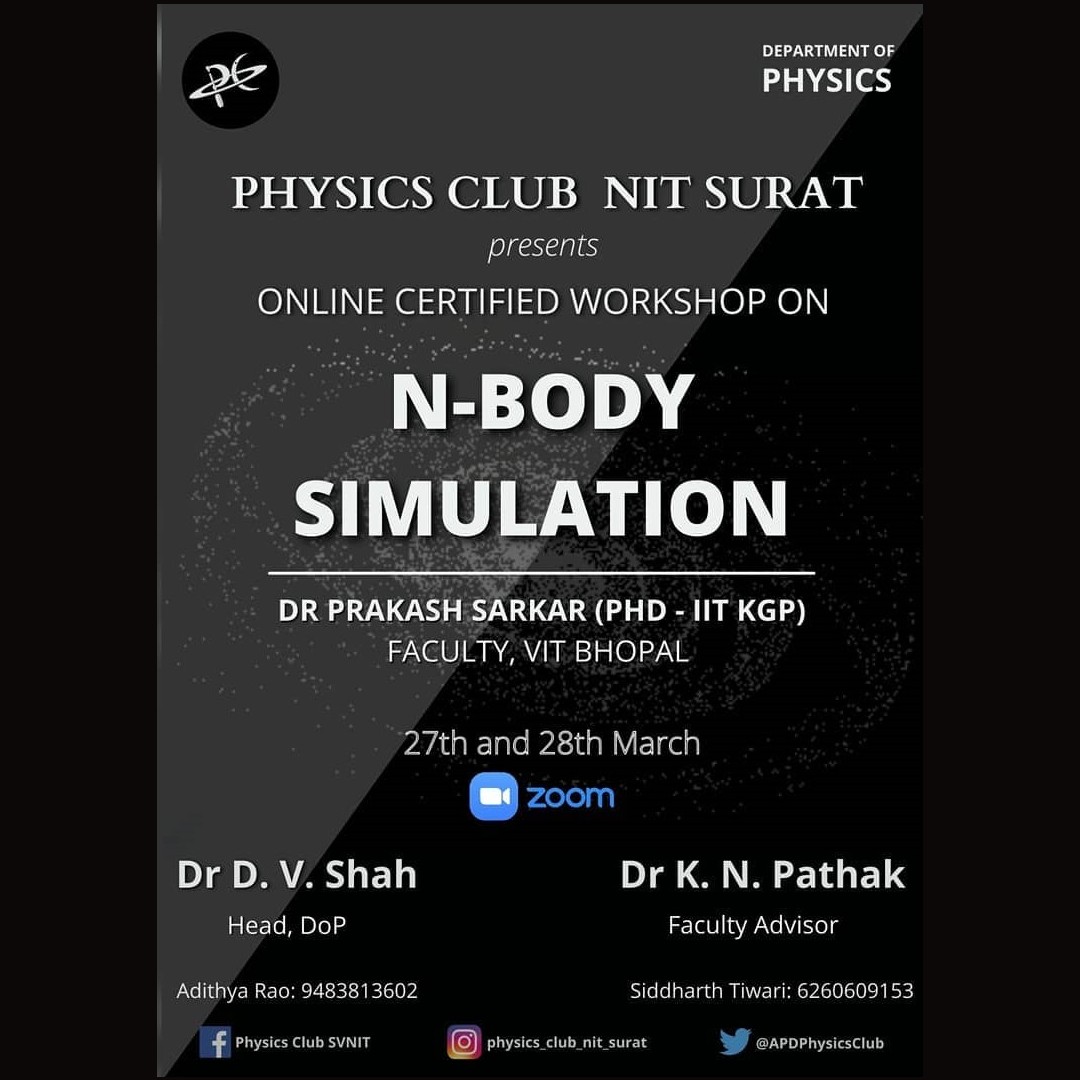 PC
DEPARTMENT OF
PHYSICS
PHYSICS CLUB NIT SURAT
presents
ONLINE CERTIFIED WORKSHOP ON
N-BODY
SIMULATION
DR PRAKASH SARKAR (PHD - IIT KGP)
FACULTY, VIT BHOPAL
27th and 28th March
zoom
Dr D. V. Shah
Head, DoP
Dr K. N. Pathak
Faculty Advisor
Adithya Rao: 9483813602
Siddharth Tiwari: 6260609153
Physics Club SVNIT
physics_club_nit_surat
@APDPhysicsClub